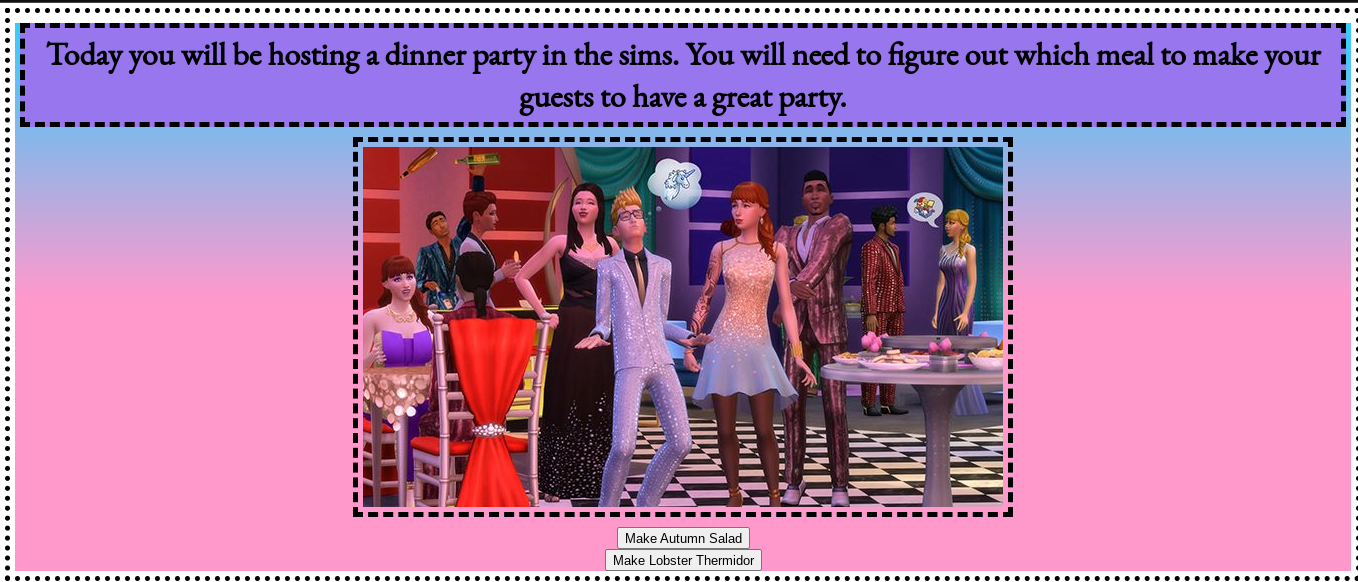 Today you will be hosting a dinner party in the sims. You will need to figure out which meal to make your
guests to have a great party.
Make Autumn Salad
Make Lobster Thermidor